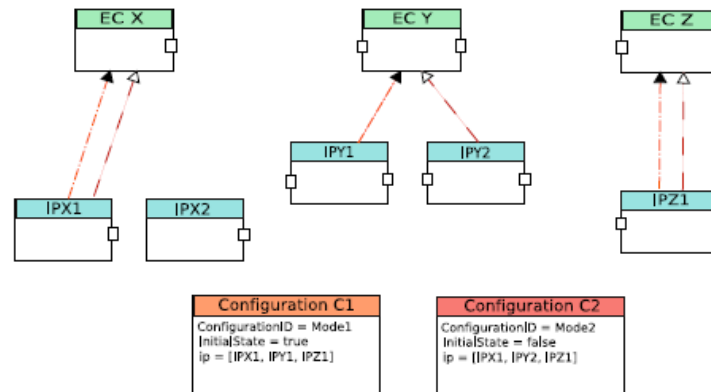 EC X
EC Y
EC Z
IPY1
IPY2
IPX1
IPX2
IPZ1
Configuration C1
ConfigurationID = Mode1
InitialState = true
ip = [IPX1, IPY1, IPZ1]
Configuration C2
ConfigurationID = Mode2
InitialState = false
ip = [IPX1, IPY2, IPZ1]